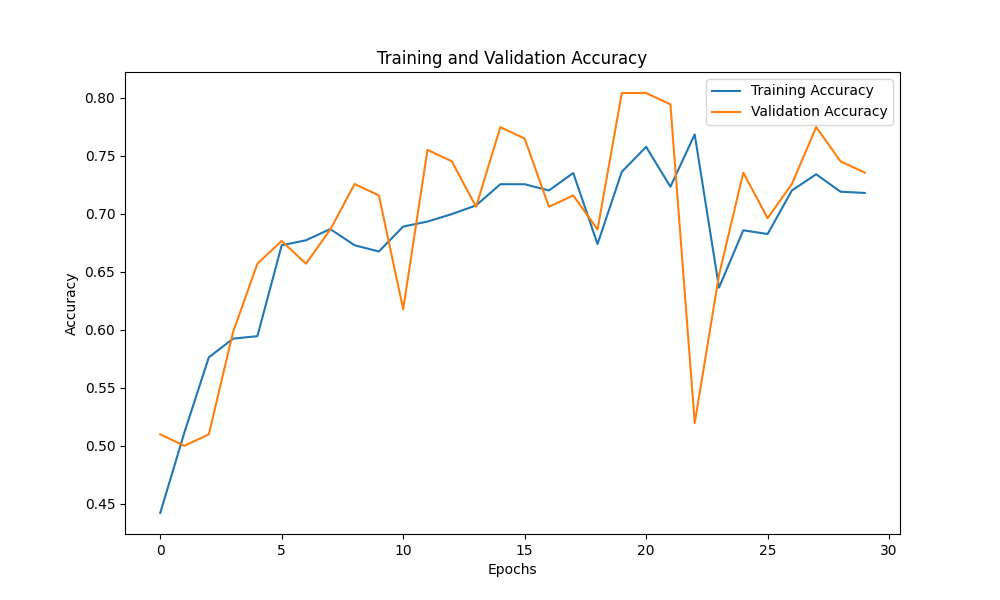 Training and Validation Accuracy
Training Accuracy
Validation Accuracy
0.80
0.75
0.70
0.65
0.60
0.55
0.50
0.45
Accuracy
0 5 10 15 20 25 30
Epochs